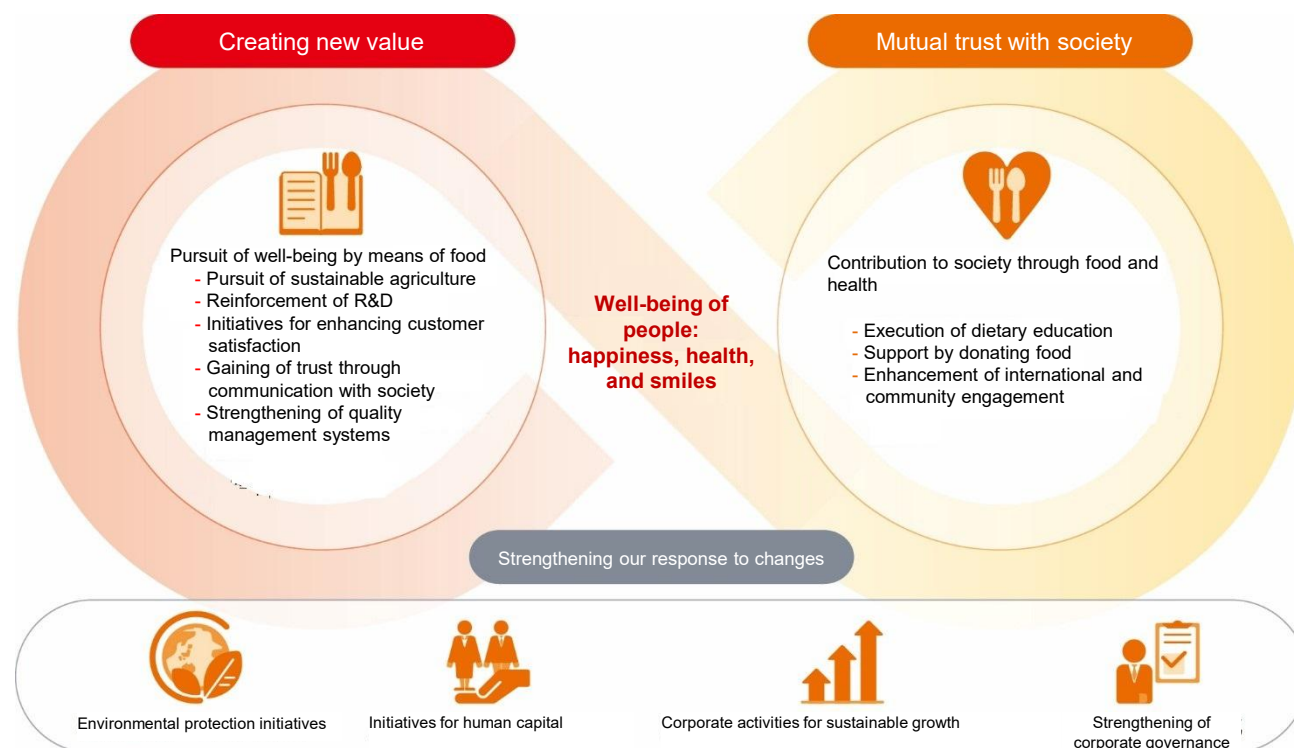 Creating new value
Mutual trust with society
Pursuit of well-being by means of food
- Pursuit of sustainable agriculture
- Reinforcement of R&D
- Initiatives for enhancing customer
satisfaction
- Gaining of trust through
communication with society
- Strengthening of quality
management systems
Well-being of
people:
happiness, health,
and smiles
Contribution to society through food and
health
- Execution of dietary education
- Support by donating food
- Enhancement of international and
community engagement
Strengthening our response to changes
Environmental protection initiatives
Initiatives for human capital
Corporate activities for sustainable growth
Strengthening of
corporate governance